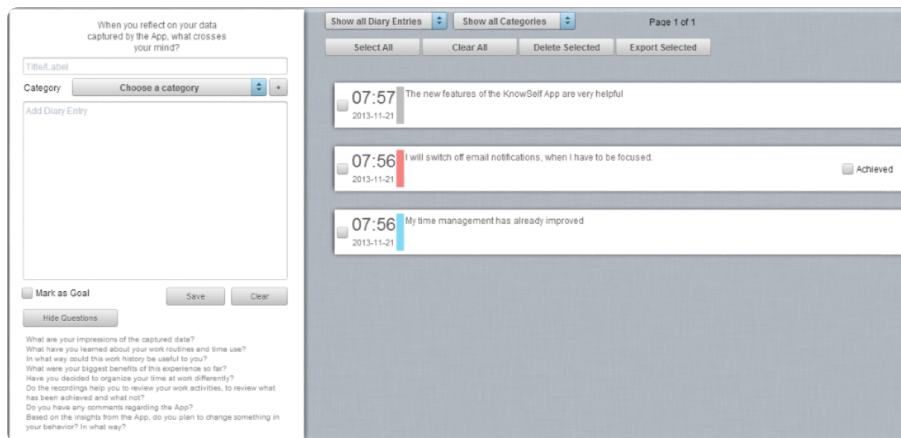 When you reflect on your data
captured by the App, what crosses
your mind?
Title/Label
Category Choose a category +
Add Diary Entry
Mark as Goal Save Clear
Hide Questions
What are your impressions of the captured data?
What have you learned about your work routines and time use?
In what way could this work history be useful to you?
What were your biggest benefits of this experience so far?
Have you decided to organize your time at work differently?
Do the recordings help you to review your work activities, to review what
has been achieved and what not?
Do you have any comments regarding the App?
Based on the insights from the App, do you plan to change something in
your behavior? In what way?
Show all Diary Entries Show all Categories Page 1 of 1
Select All Clear All Delete Selected Export Selected
07:57 The new features of the KnowSelf App are very helpful
2013-11-21
07:56 I will switch off email notifications, when I have to be focused.
2013-11-21 Achieved
07:56 My time management has already improved
2013-11-21